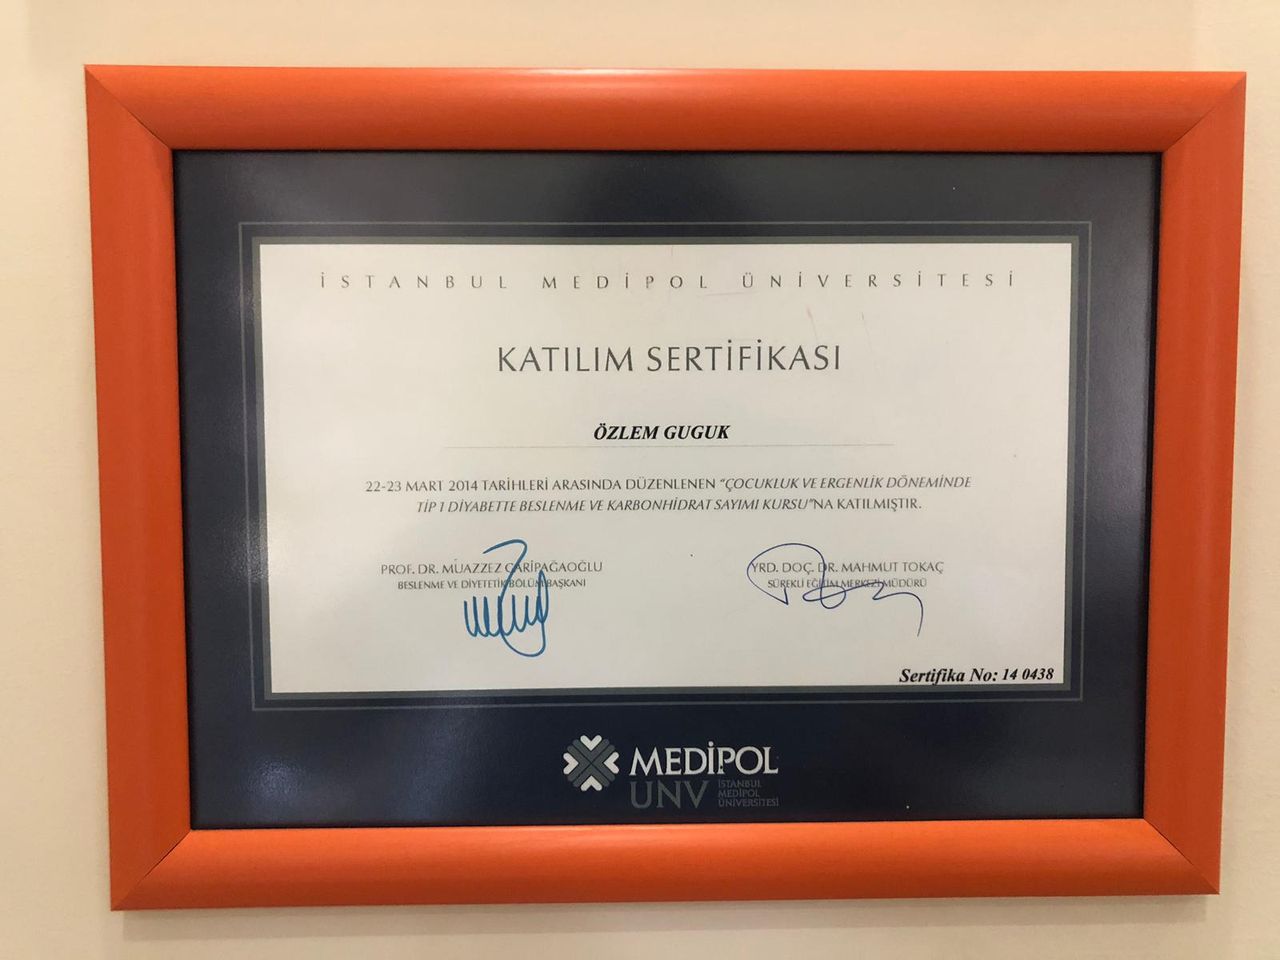 İSTANBUL MEDİPOL ÜNİVERSİTESİ
KATILIM SERTİFİKASI
ÖZLEM GUGUK
22-23 MART 2014 TARİHLERİ ARASINDA DÜZENLENEN “ÇOCUKLUK VE ERGENLİK DÖNEMİNDE
TİP 1 DİYABETTE BESLENME VE KARBONHİDRAT SAYIMI KURSU”NA KATILMIŞTIR.
PROF. DR. MUAZZEZ GARİPAĞAOĞLU
BESLENME VE DİYETETİK BÖLÜM BAŞKANI
YRD. DOÇ. DR. MAHMUT TOKAÇ
SÜREKLİ EĞİTİM MERKEZİ MÜDÜRÜ
Sertifika No: 14 0438
MEDİPOL
UNV
İSTANBUL
MEDİPOL
ÜNİVERSİTESİ